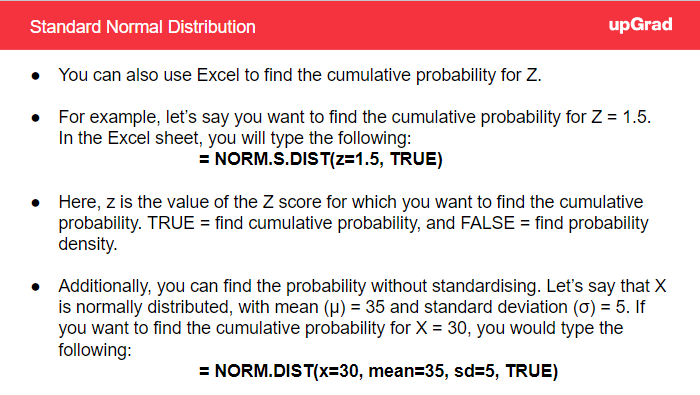 Standard Normal Distribution
upGrad
● You can also use Excel to find the cumulative probability for Z.
● For example, let’s say you want to find the cumulative probability for Z = 1.5.
In the Excel sheet, you will type the following:
= NORM.S.DIST(z=1.5, TRUE)
● Here, z is the value of the Z score for which you want to find the cumulative
probability. TRUE = find cumulative probability, and FALSE = find probability
density.
● Additionally, you can find the probability without standardising. Let’s say that X
is normally distributed, with mean (μ) = 35 and standard deviation (σ) = 5. If
you want to find the cumulative probability for X = 30, you would type the
following:
= NORM.DIST(x=30, mean=35, sd=5, TRUE)